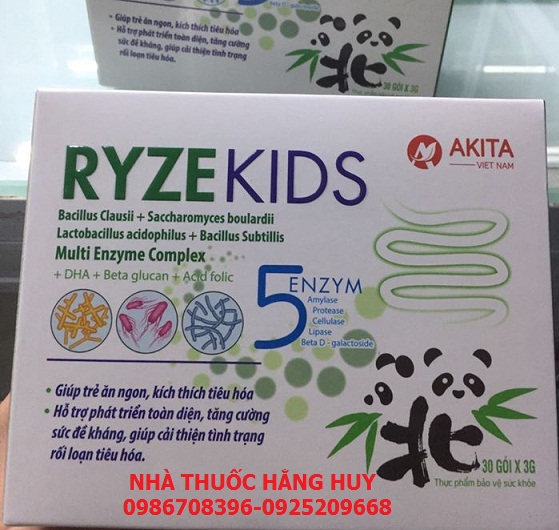 • Giúp trẻ ăn ngon, kích thích tiêu hóa
• Hỗ trợ phát triển toàn diện, tăng cường
sức đề kháng, giúp cải thiện tình trạng
rối loạn tiêu hóa.
5
30 GÓI X 3G
RYZEKIDS
AKITA
VIỆT NAM
Bacillus Clausii + Saccharomyces boulardii
Lactobacillus acidophilus + Bacillus Subtillis
Multi Enzyme Complex
+ DHA + Beta glucan + Acid folic
5 ENZYM
Amylase
Protease
Cellulase
Lipase
Beta D - galactoside
• Giúp trẻ ăn ngon, kích thích tiêu hóa
• Hỗ trợ phát triển toàn diện, tăng cường
sức đề kháng, giúp cải thiện tình trạng
rối loạn tiêu hóa.
30 GÓI X 3G
Thực phẩm bảo vệ sức khỏe
NHÀ THUỐC HẰNG HUY
0986708396-0925209668